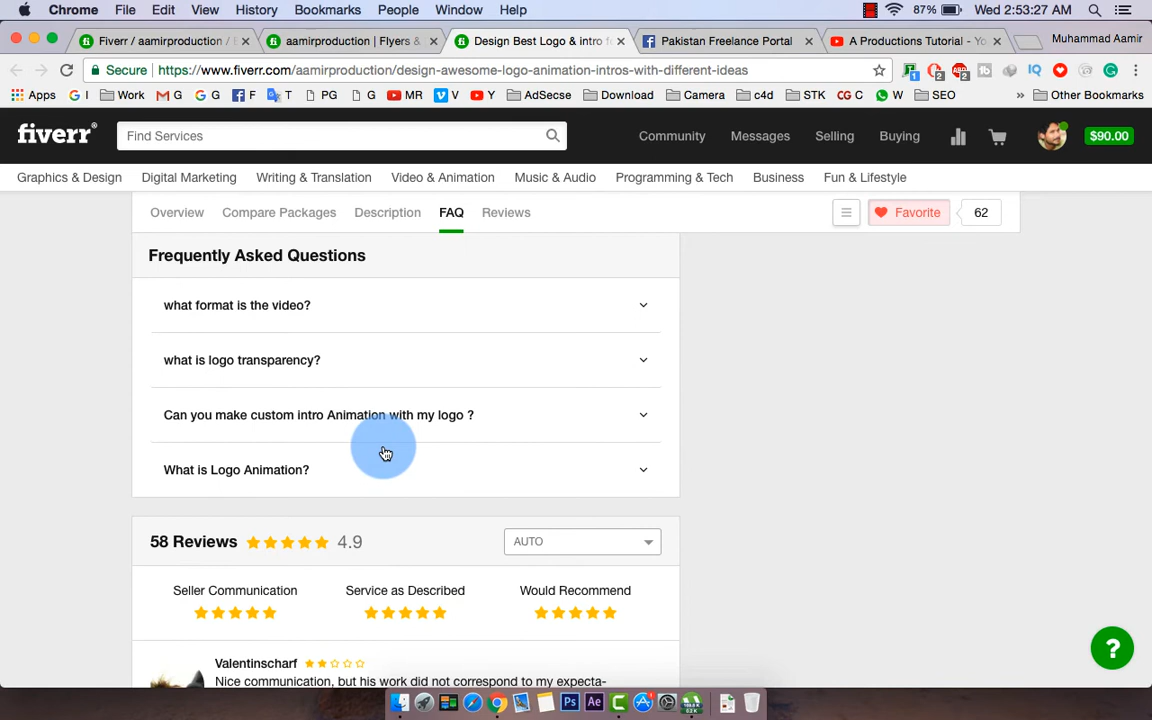 Chrome File Edit View History Bookmarks People Window Help 87% Wed 2:53:27 AM
Fiverr / aamirproduction / E aamirproduction | Flyers & Design Best Logo & intro fo Pakistan Freelance Portal A Productions Tutorial - Yo Muhammad Aamir
Secure https://www.fiverr.com/aamirproduction/design-awesome-logo-animation-intros-with-different-ideas
Apps G I Work G G F T PG G MR V Y AdSecse Download Camera c4d STK CG C W SEO » Other Bookmarks
fiverr Find Services Community Messages Selling Buying $90.00
Graphics & Design Digital Marketing Writing & Translation Video & Animation Music & Audio Programming & Tech Business Fun & Lifestyle
Overview Compare Packages Description FAQ Reviews Favorite 62
Frequently Asked Questions
what format is the video?
what is logo transparency?
Can you make custom intro Animation with my logo ?
What is Logo Animation?
58 Reviews 4.9 AUTO
Seller Communication Service as Described Would Recommend
Valentinscharf
Nice communication, but his work did not correspond to my expecta-
?